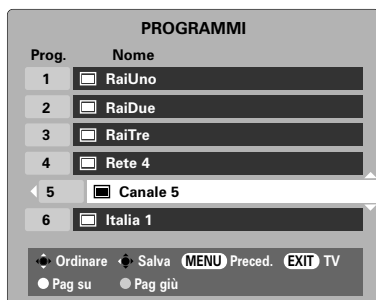 PROGRAMMI
Prog. Nome
1 RaiUno
2 RaiDue
3 RaiTre
4 Rete 4
5 Canale 5
6 Italia 1
Ordinare Salva MENU Preced. EXIT TV
Pag su Pag giù